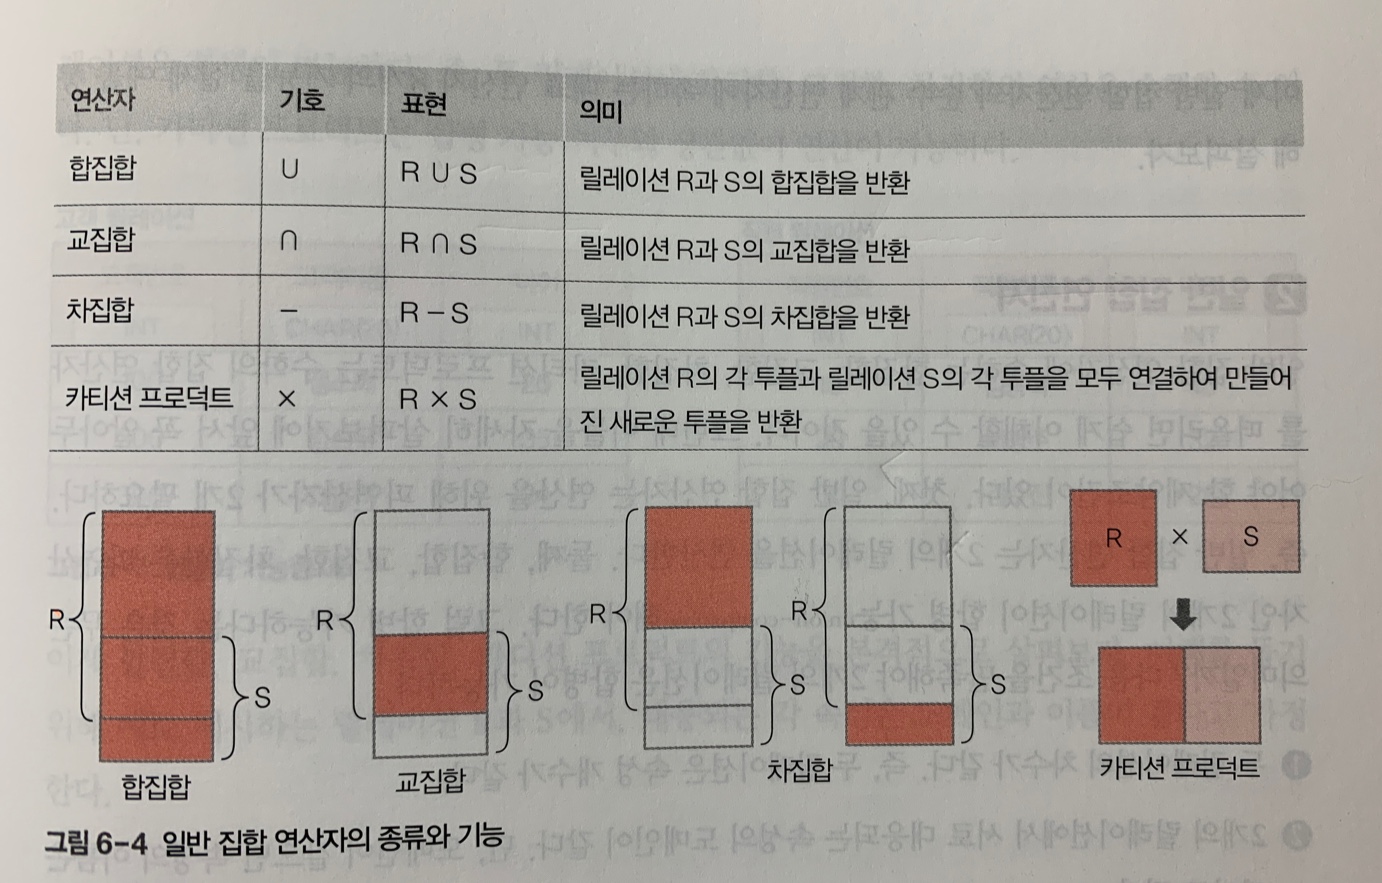 연산자 기호 표현 의미
합집합 ∪ R ∪ S 릴레이션 R과 S의 합집합을 반환
교집합 ∩ R ∩ S 릴레이션 R과 S의 교집합을 반환
차집합 − R − S 릴레이션 R과 S의 차집합을 반환
카티션 프로덕트 × R × S 릴레이션 R의 각 투플과 릴레이션 S의 각 투플을 모두 연결하여 만들어
진 새로운 투플을 반환
R S
합집합
R S
교집합
R S R S
차집합
R × S
카티션 프로덕트
그림 6-4 일반 집합 연산자의 종류와 기능